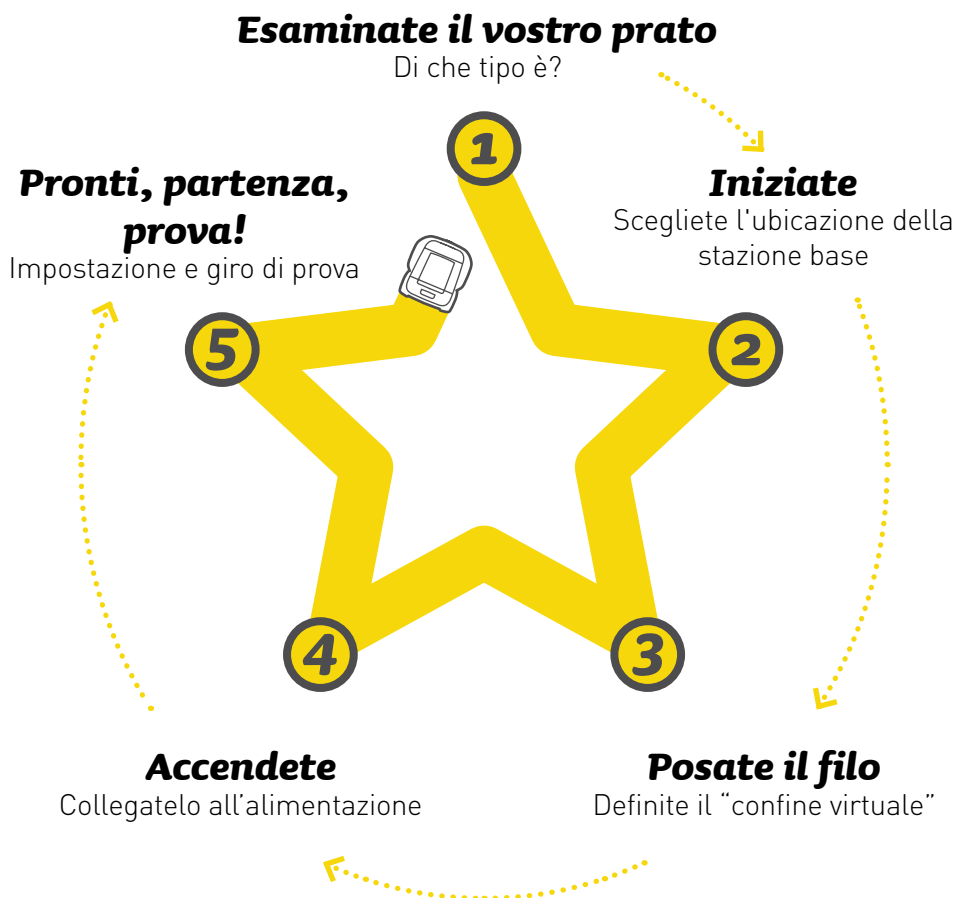 Esaminate il vostro prato
Di che tipo è?
1
Iniziate
Scegliete l'ubicazione della
stazione base
2
Posate il filo
Definite il “confine virtuale”
3
Accendete
Collegatelo all’alimentazione
4
Pronti, partenza,
prova!
Impostazione e giro di prova
5